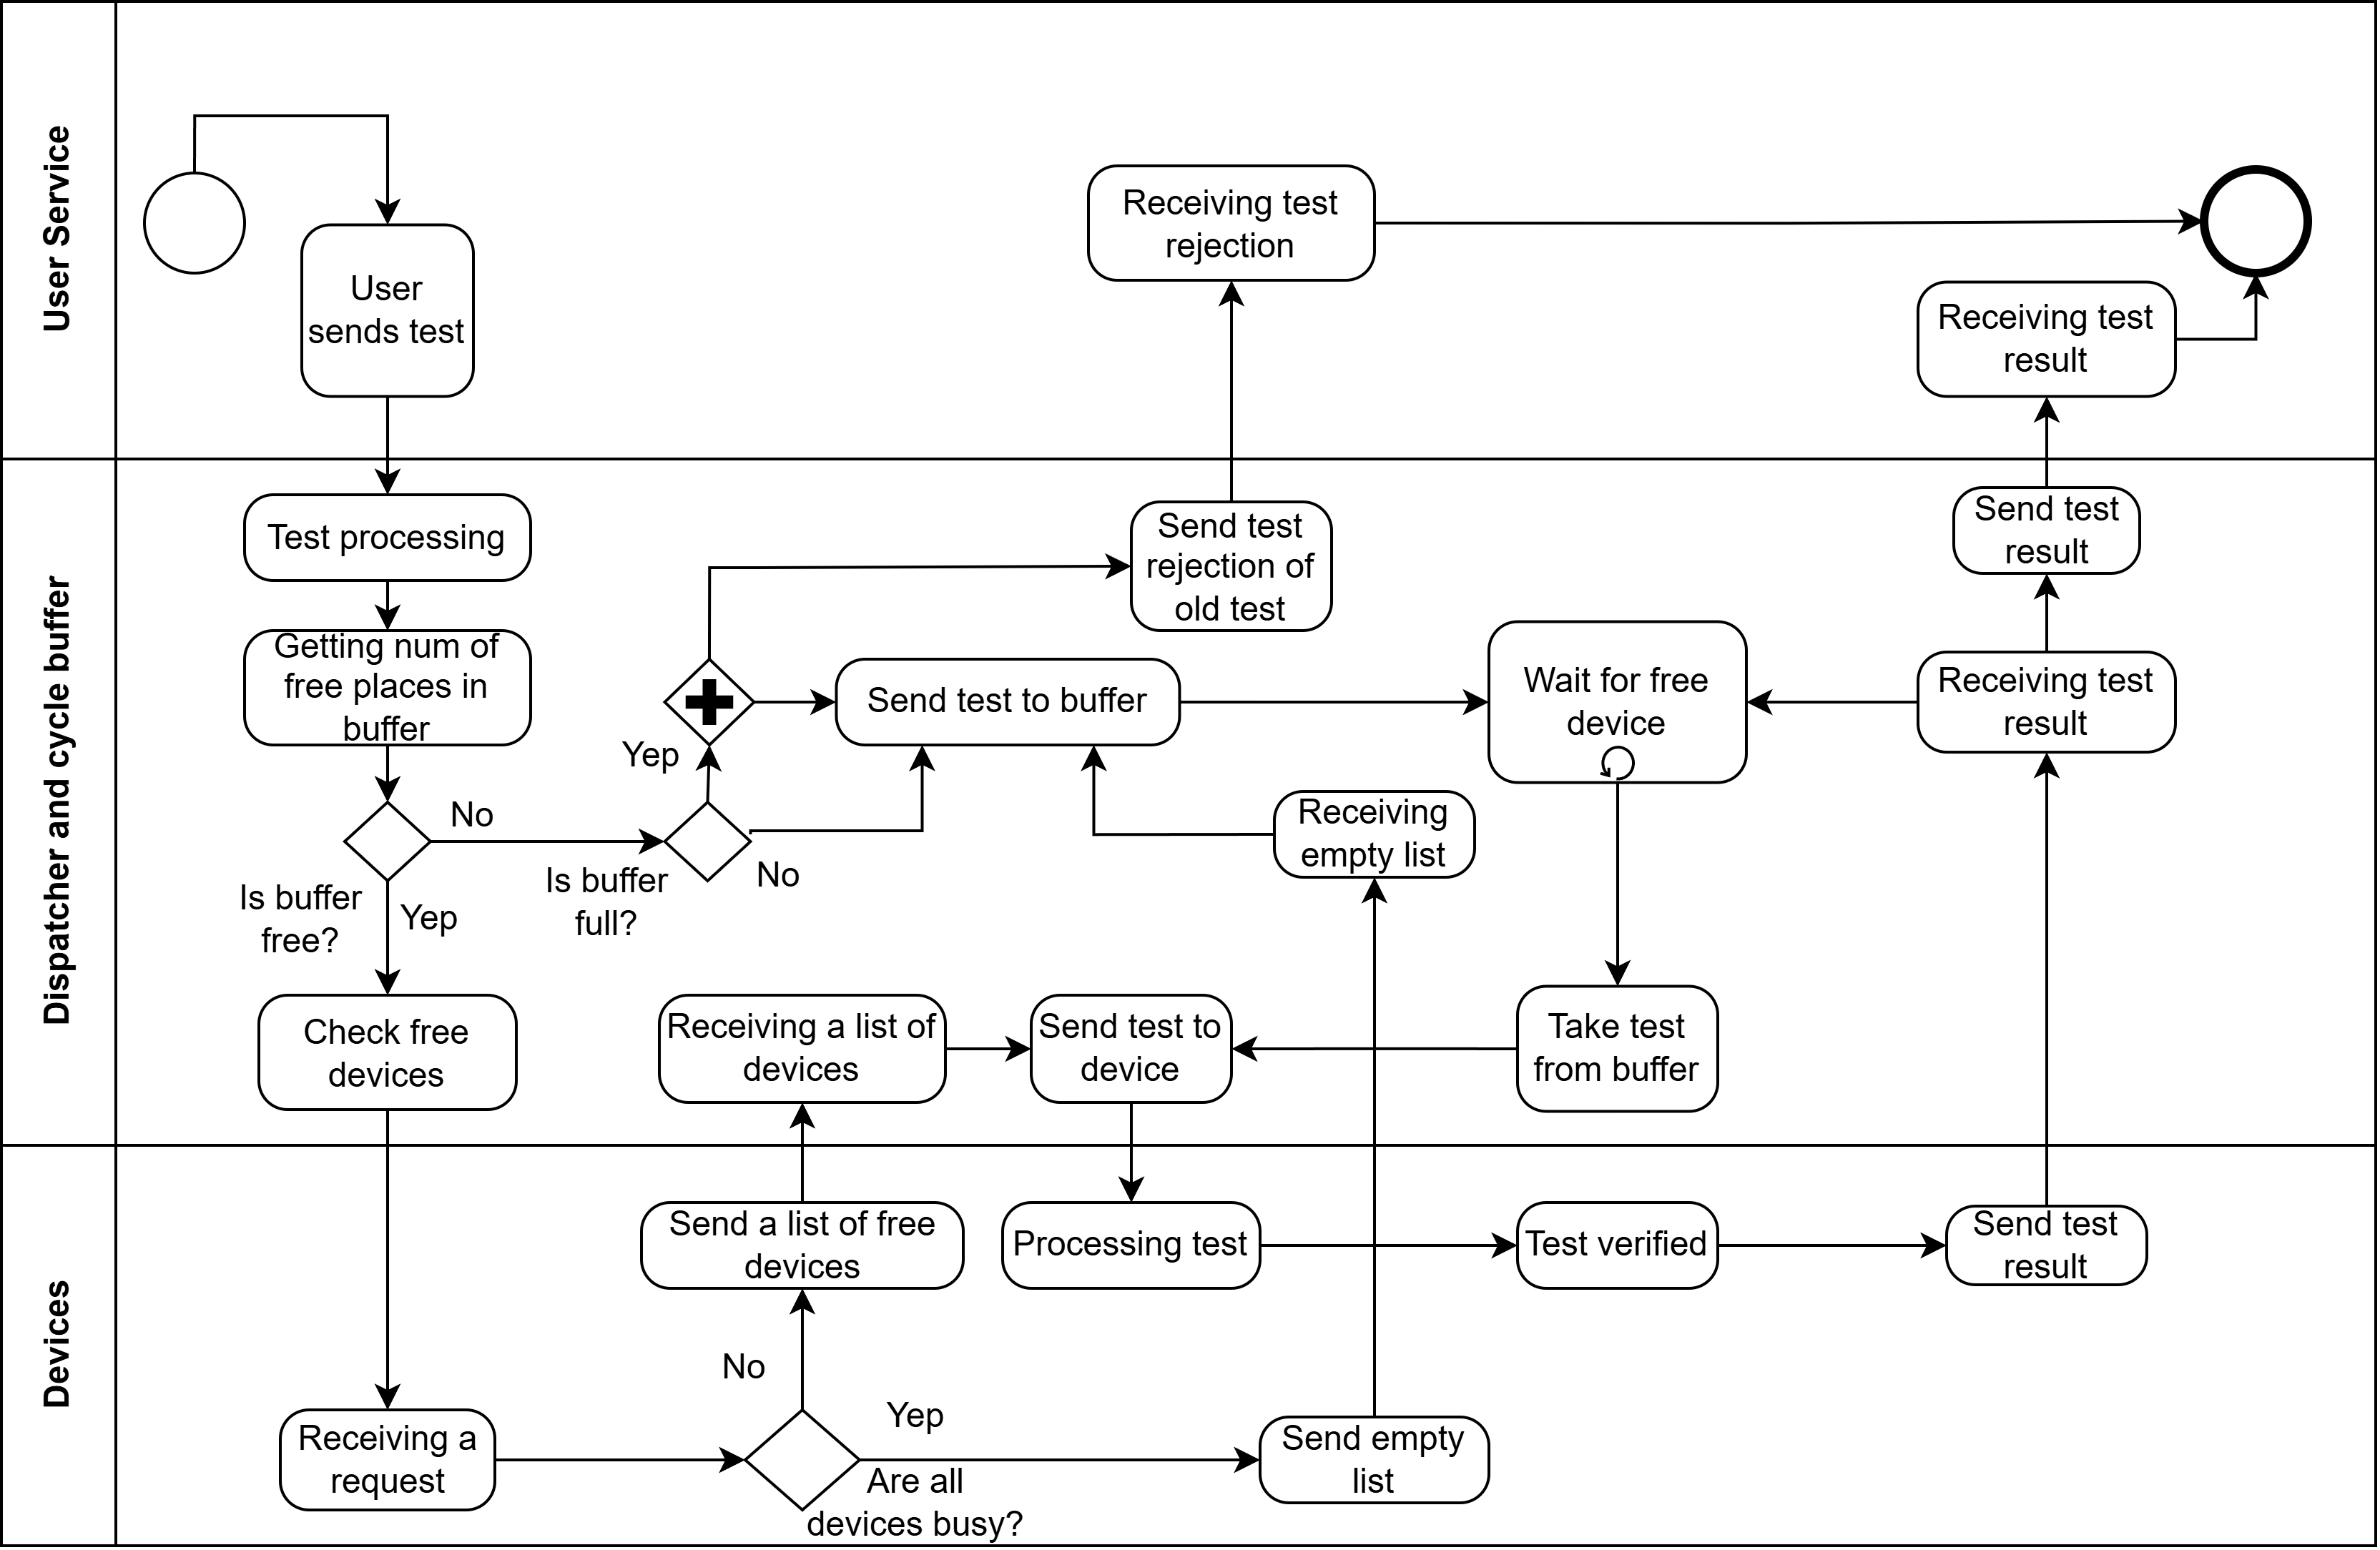 User Service
User
sends test
Receiving test
rejection
Receiving test
result
Dispatcher and cycle buffer
Test processing
Getting num of
free places in
buffer
Is buffer
free?
No
Yep
Is buffer
full?
Yep
No
Send test
rejection of
old test
Send test to buffer
Wait for free
device
Receiving
empty list
Send test
result
Receiving test
result
Check free
devices
Receiving a list of
devices
Send test to
device
Take test
from buffer
Devices
Send a list of free
devices
Processing test
Test verified
Send test
result
Receiving a
request
No
Yep
Are all
devices busy?
Send empty
list